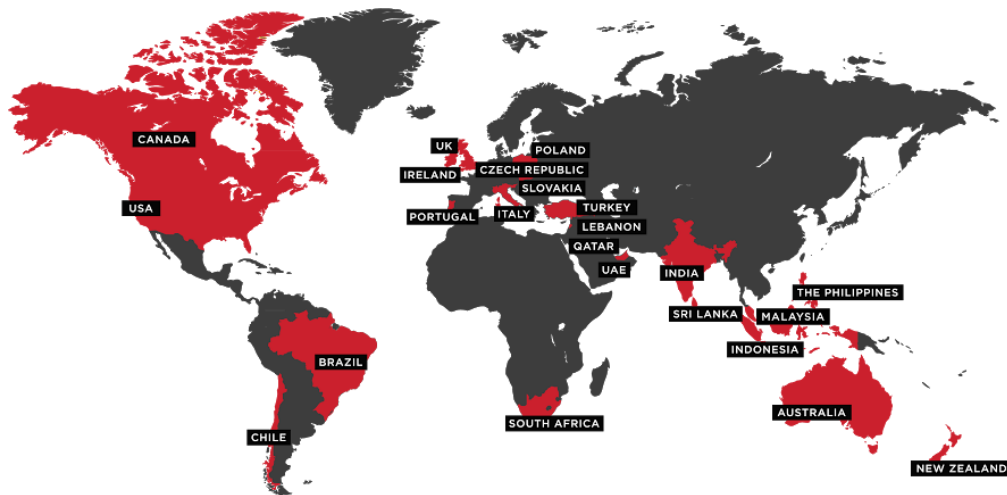 CANADA
UK
POLAND
CZECH REPUBLIC
IRELAND
SLOVAKIA
USA
PORTUGAL
ITALY
TURKEY
LEBANON
QATAR
UAE
INDIA
THE PHILIPPINES
SRI LANKA
MALAYSIA
INDONESIA
BRAZIL
AUSTRALIA
SOUTH AFRICA
CHILE
NEW ZEALAND